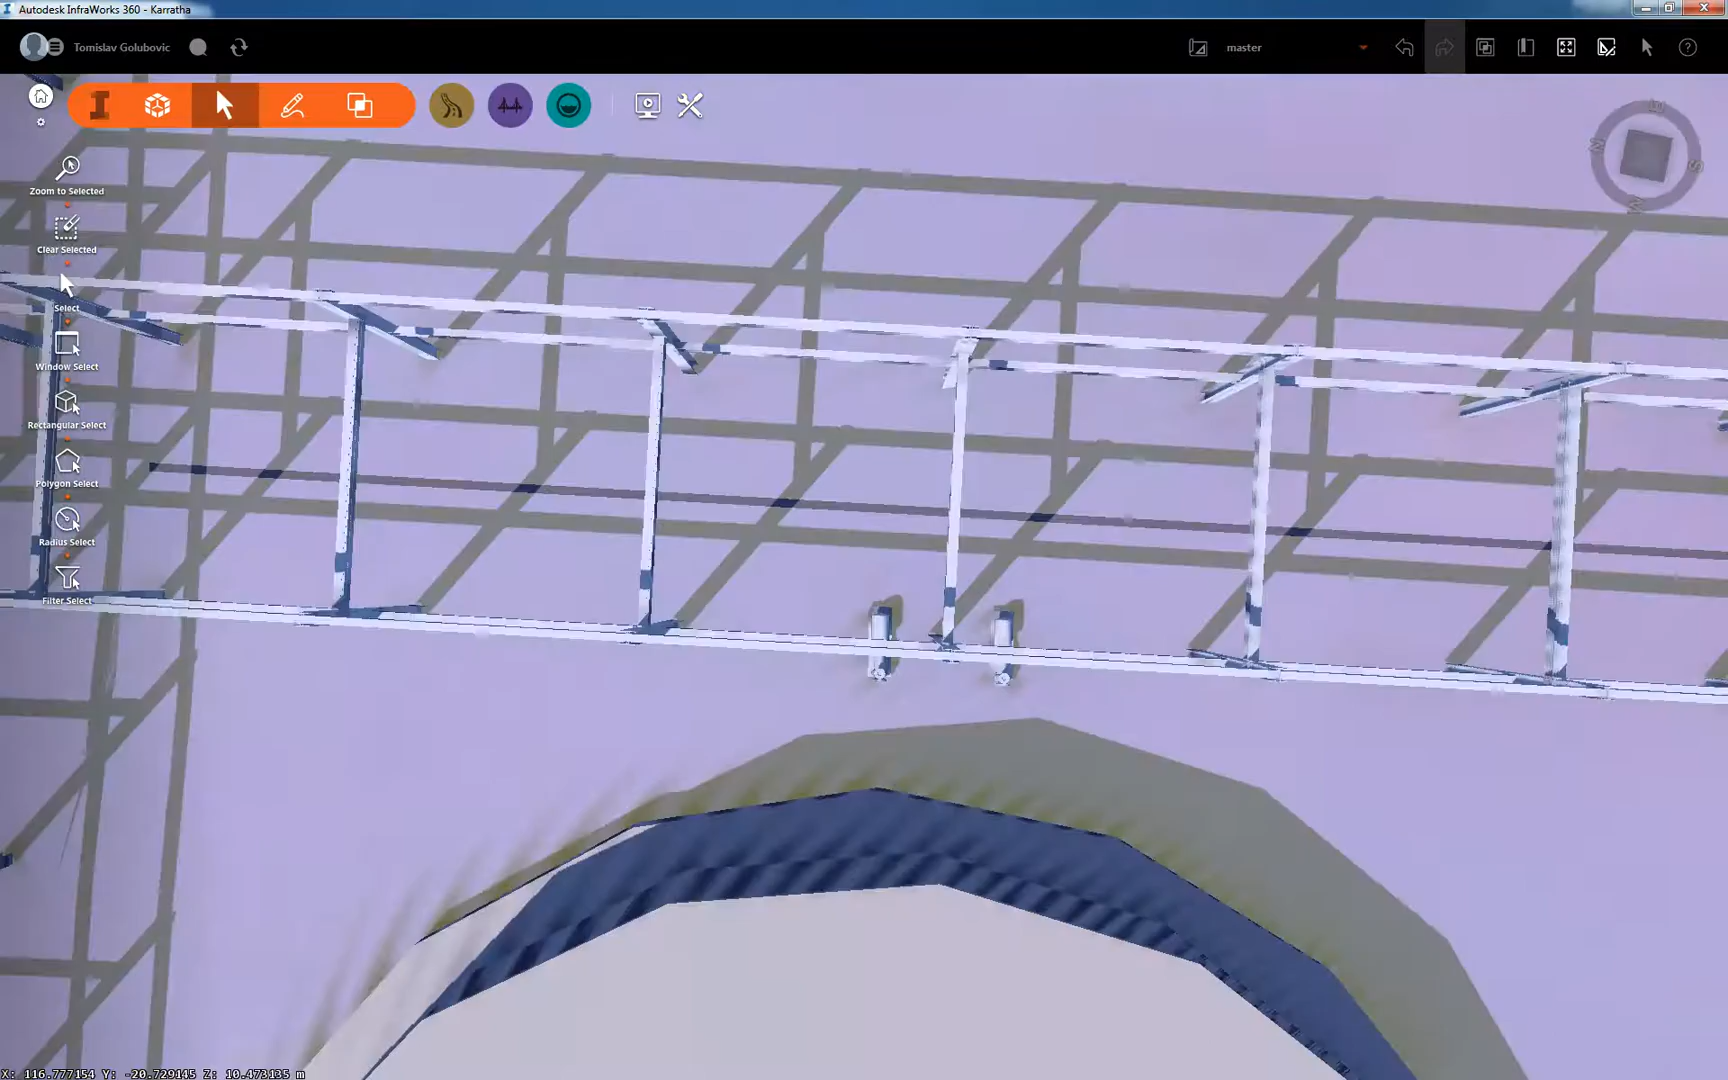 Autodesk InfraWorks 360 - Karratha
Tomislav Golubovic
master
Zoom to Selected
Clear Selected
Select
Window Select
Rectangular Select
Polygon Select
Radius Select
Filter Select
X: 116.777154 Y: -20.729145 Z: 10.473135 m